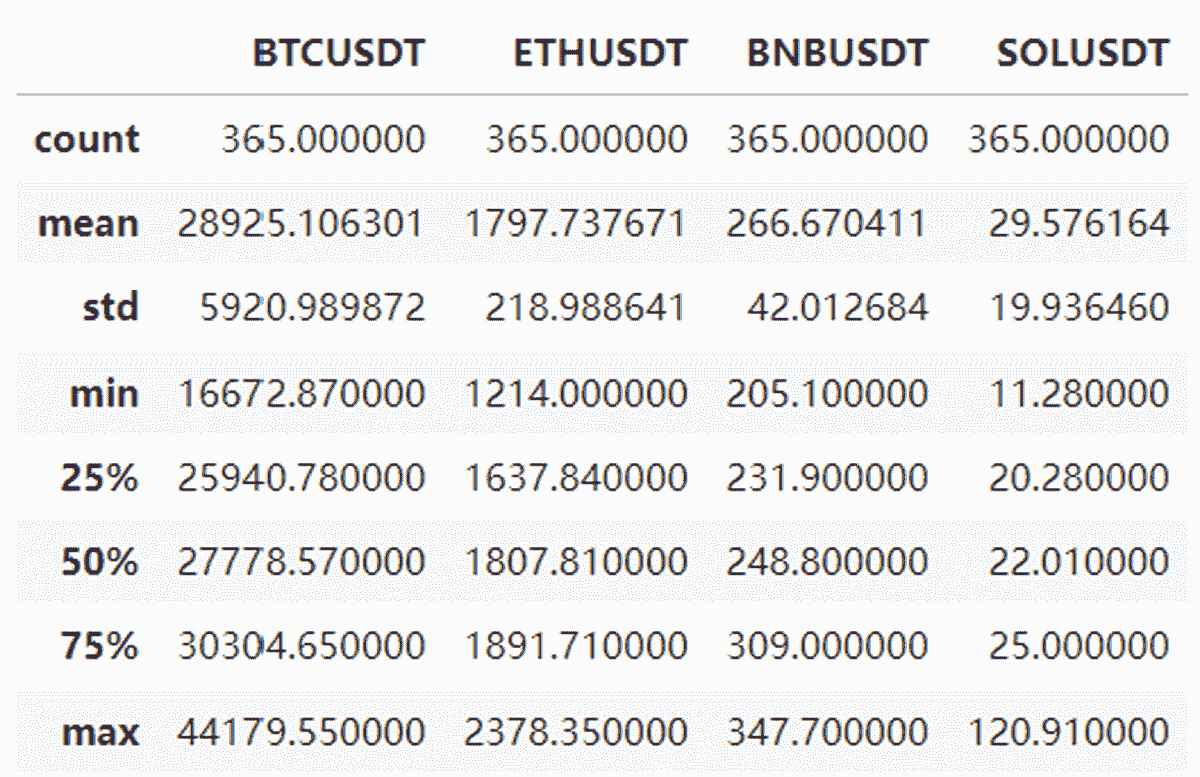 BTCUSDT ETHUSDT BNBUSDT SOLUSDT
count 365.000000 365.000000 365.000000 365.000000
mean 28925.106301 1797.737671 266.670411 29.576164
std 5920.989872 218.988641 42.012684 19.936460
min 16672.870000 1214.000000 205.100000 11.280000
25% 25940.780000 1637.840000 231.900000 20.280000
50% 27778.570000 1807.810000 248.800000 22.010000
75% 30304.650000 1891.710000 309.000000 25.000000
max 44179.550000 2378.350000 347.700000 120.910000